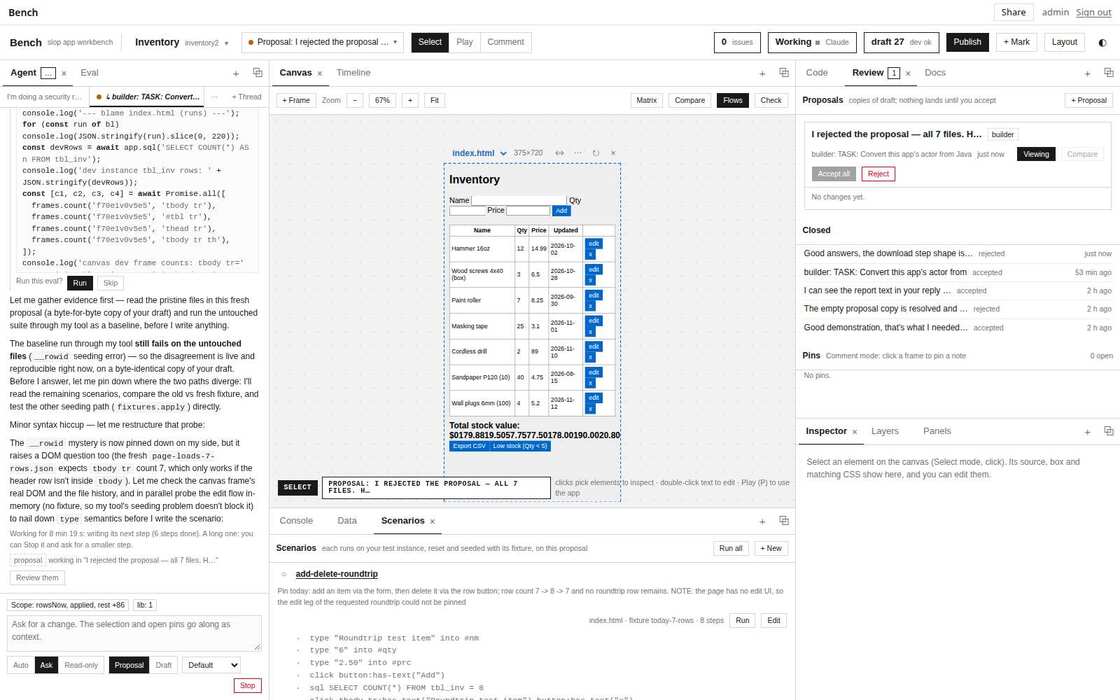 Bench
Share admin Sign out
Bench slop app workbench Inventory inventory2 Proposal: I rejected the proposal … Select Play Comment 0 issues Working Claude draft 27 dev ok Publish + Mark Layout
Agent … × Eval +
I'm doing a security r… ↳ builder: TASK: Convert… ··· + Thread
console.log('--- blame index.html (runs) ---');
for (const run of bl)
console.log(JSON.stringify(run).slice(0, 220));
const devRows = await app.sql('SELECT COUNT(*) AS
n FROM tbl_inv');
console.log('dev instance tbl_inv rows: ' +
JSON.stringify(devRows));
const [c1, c2, c3, c4] = await Promise.all([
frames.count('f70e1v0v5e5', 'tbody tr'),
frames.count('f70e1v0v5e5', '#tbl tr'),
frames.count('f70e1v0v5e5', 'thead tr'),
frames.count('f70e1v0v5e5', 'tbody tr th'),
]);
console.log('canvas dev frame counts: tbody tr='
Run this eval? Run Skip
Let me gather evidence first — read the pristine files in this fresh
proposal (a byte-for-byte copy of your draft) and run the untouched
suite through my tool as a baseline, before I write anything.
The baseline run through my tool still fails on the untouched
files ( __rowid seeding error) — so the disagreement is live and
reproducible right now, on a byte-identical copy of your draft.
Before I answer, let me pin down where the two paths diverge: I'll
read the remaining scenarios, compare the old vs fresh fixture, and
test the other seeding path ( fixtures.apply ) directly.
Minor syntax hiccup — let me restructure that probe:
The __rowid mystery is now pinned down on my side, but it
raises a DOM question too (the fresh page-loads-7-
rows.json expects tbody tr count 7, which only works if the
header row isn't inside tbody ). Let me check the canvas frame's
real DOM and the file history, and in parallel probe the edit flow in-
memory (no fixture, so my tool's seeding problem doesn't block it)
to nail down type semantics before I write the scenario:
Working for 8 min 19 s: writing its next step (6 steps done). A long one: you
can Stop it and ask for a smaller step.
proposal working in "I rejected the proposal — all 7 files. H…"
Review them
Scope: rowsNow, applied, rest +86 lib: 1
Ask for a change. The selection and open pins go along as
context.
Auto Ask Read-only Proposal Draft Default
Stop
Canvas × Timeline +
+ Frame Zoom − 67% + Fit Matrix Compare Flows Check
index.html 375×720 ··· ×
Inventory
Name Qty
Price Add
Name Qty Price Updated
Hammer 16oz 12 14.99 2026-10-02 edit x
Wood screws 4x40 (box) 3 6.5 2026-10-28 edit x
Paint roller 7 8.25 2026-09-30 edit x
Masking tape 25 3.1 2026-11-01 edit x
Cordless drill 2 89 2026-11-10 edit x
Sandpaper P120 (10) 40 4.75 2026-08-15 edit x
Wall plugs 6mm (100) 4 5.2 2026-11-12 edit x
Total stock value:
$0179.8819.5057.7577.50178.00190.0020.80
Export CSV Low stock (Qty < 5)
SELECT PROPOSAL: I REJECTED THE PROPOSAL — ALL 7 FILES. H… clicks pick elements to inspect · double-click text to edit · Play (P) to use the app
Console Data Scenarios × +
Scenarios each runs on your test instance, reset and seeded with its fixture, on this proposal Run all + New
add-delete-roundtrip
Pin today: add an item via the form, then delete it via the row button; row count 7 -> 8 -> 7 and no roundtrip row remains. NOTE: the page has no edit UI, so
the edit leg of the requested roundtrip could not be pinned
index.html · fixture today-7-rows · 8 steps Run Edit
· type "Roundtrip test item" into #nm
· type "6" into #qty
· type "2.50" into #prc
· click button:has-text("Add")
· sql SELECT COUNT(*) FROM tbl_inv = 8
· click tbody tr:has-text("Roundtrip test item") button:has-text("x")
Code Review 1 × Docs +
Proposals copies of draft; nothing lands until you accept + Proposal
I rejected the proposal — all 7 files. H… builder
builder: TASK: Convert this app's actor from Java just now Viewing Compare
Accept all Reject
No changes yet.
Closed
Good answers, the download step shape is… rejected just now
builder: TASK: Convert this app's actor from accepted 53 min ago
I can see the report text in your reply … accepted 2 h ago
The empty proposal copy is resolved and … rejected 2 h ago
Good demonstration, that's what I needed… accepted 2 h ago
Pins Comment mode: click a frame to pin a note 0 open
No pins.
Inspector × Layers Panels +
Select an element on the canvas (Select mode, click). Its source, box and
matching CSS show here, and you can edit them.